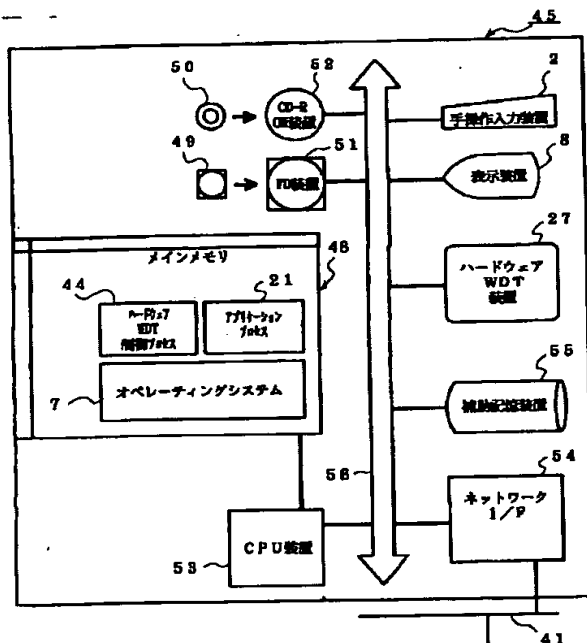 45
50
52
CD-R
OM装置
2
手操作入力装置
49
51
FD装置
8
表示装置
メインメモリ
48
27
ハードウェア
WDT
装置
44
21
ハードウェア
WDT
制御プロセス
アプリケーション
プロセス
7
オペレーティングシステム
55
補助記憶装置
56
54
ネットワーク
I/F
53
CPU装置
41